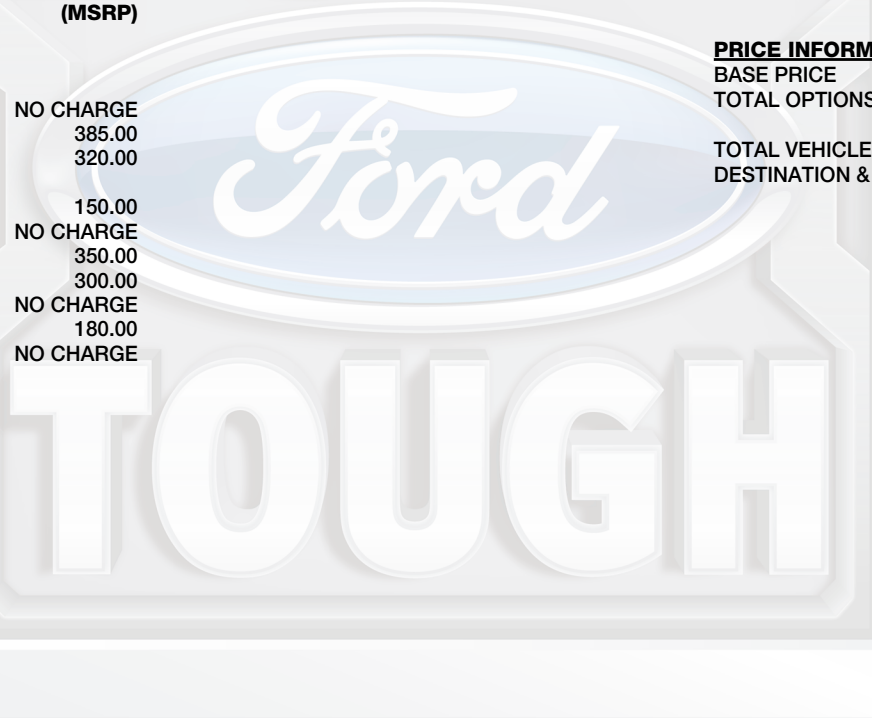 (MSRP)
NO CHARGE
385.00
320.00
150.00
NO CHARGE
350.00
300.00
NO CHARGE
180.00
NO CHARGE
PRICE INFORM
BASE PRICE
TOTAL OPTIONS
TOTAL VEHICLE
DESTINATION &
Ford
TOUGH